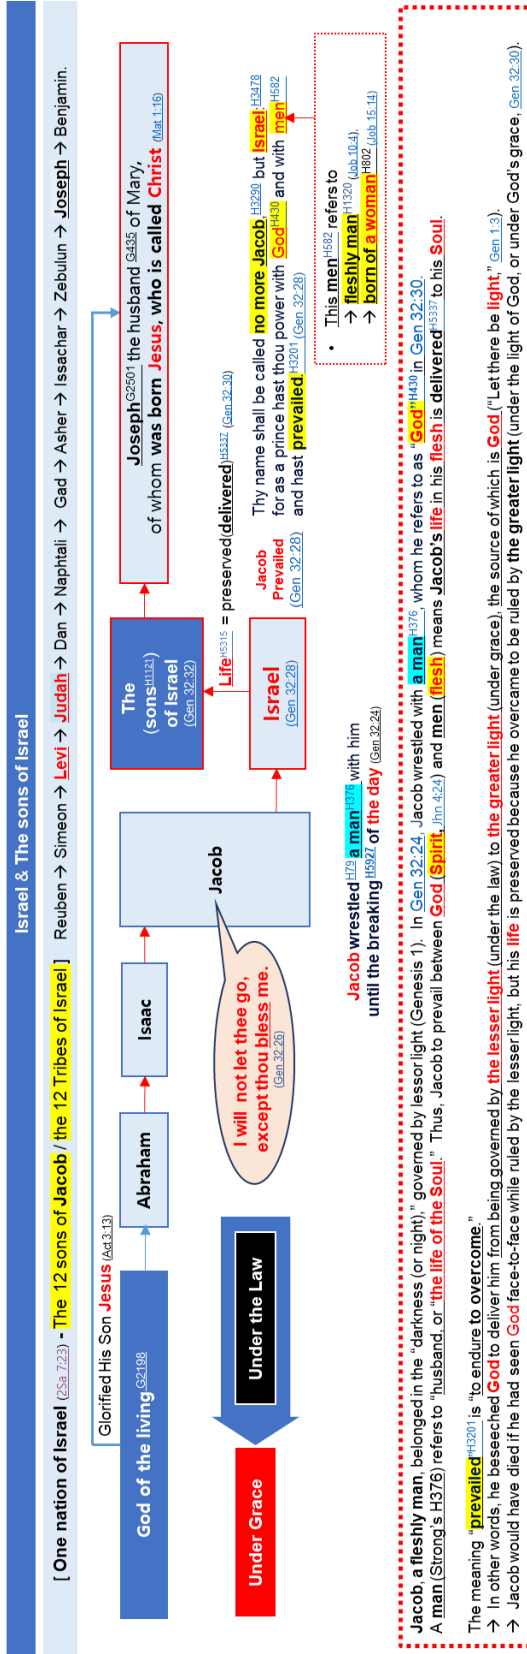 Israel & The sons of Israel
[ One nation of Israel (2Sa 7:23) - The 12 sons of Jacob / the 12 Tribes of Israel ] Reuben → Simeon → Levi → Judah → Dan → Naphtali → Gad → Asher → Issachar → Zebulun → Joseph → Benjamin.
Glorified His Son Jesus (Act 3:13)
God of the living G2198
Abraham
Isaac
Jacob
The
(sons H1121)
of Israel
(Gen 32:32)
Joseph G2501 the husband G435 of Mary,
of whom was born Jesus, who is called Christ (Mat 1:16)
Life H5315 = preserved(delivered) H5337 (Gen 32:30)
Israel
(Gen 32:28)
Jacob
Prevailed
(Gen 32:28)
Thy name shall be called no more Jacob, H3290 but Israel: H3478
for as a prince hast thou power with God H430 and with men H582
and hast prevailed. H3201 (Gen 32:28)
• This men H582 refers to
→ fleshly man H1320 (Job 10:4).
→ born of a woman H802 (Job 15:14)
I will not let thee go,
except thou bless me.
(Gen 32:26)
Under Grace
Under the Law
Jacob wrestled H79 a man H376 with him
until the breaking H5927 of the day (Gen 32:24)
Jacob, a fleshly man, belonged in the “darkness (or night),” governed by lessor light (Genesis 1). In Gen 32:24, Jacob wrestled with a man H376, whom he refers to as “God” H430 in Gen 32:30.
A man (Strong’s H376) refers to “husband, or “the life of the Soul.” Thus, Jacob to prevail between God (Spirit, Jhn 4:24) and men (flesh) means Jacob’s life in his flesh is delivered H5337 to his Soul.
The meaning “prevailed” H3201 is “to endure to overcome.”
→ In other words, he beseeched God to deliver him from being governed by the lesser light (under the law) to the greater light (under grace), the source of which is God (“Let there be light,” Gen 1:3).
→ Jacob would have died if he had seen God face-to-face while ruled by the lesser light, but his life is preserved because he overcame to be ruled by the greater light (under the light of God, or under God’s grace, Gen 32:30).